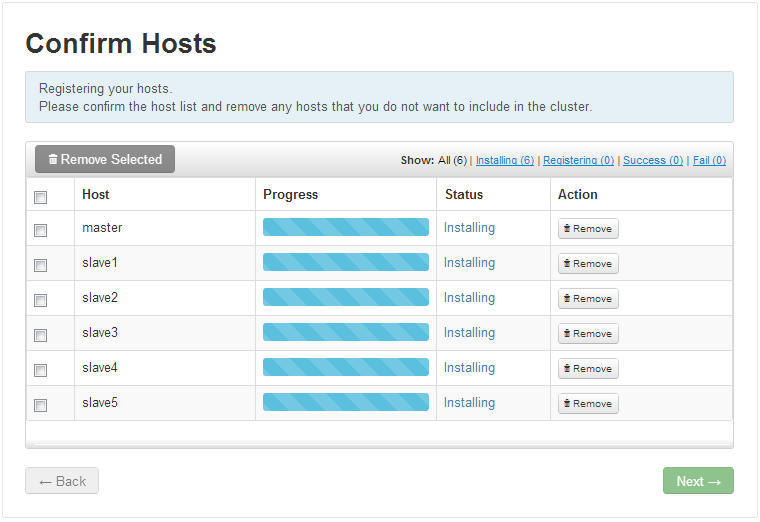 Confirm Hosts
Registering your hosts.
Please confirm the host list and remove any hosts that you do not want to include in the cluster.
Remove Selected Show: All (6) | Installing (6) | Registering (0) | Success (0) | Fail (0)
Host Progress Status Action
master Installing Remove
slave1 Installing Remove
slave2 Installing Remove
slave3 Installing Remove
slave4 Installing Remove
slave5 Installing Remove
← Back Next →